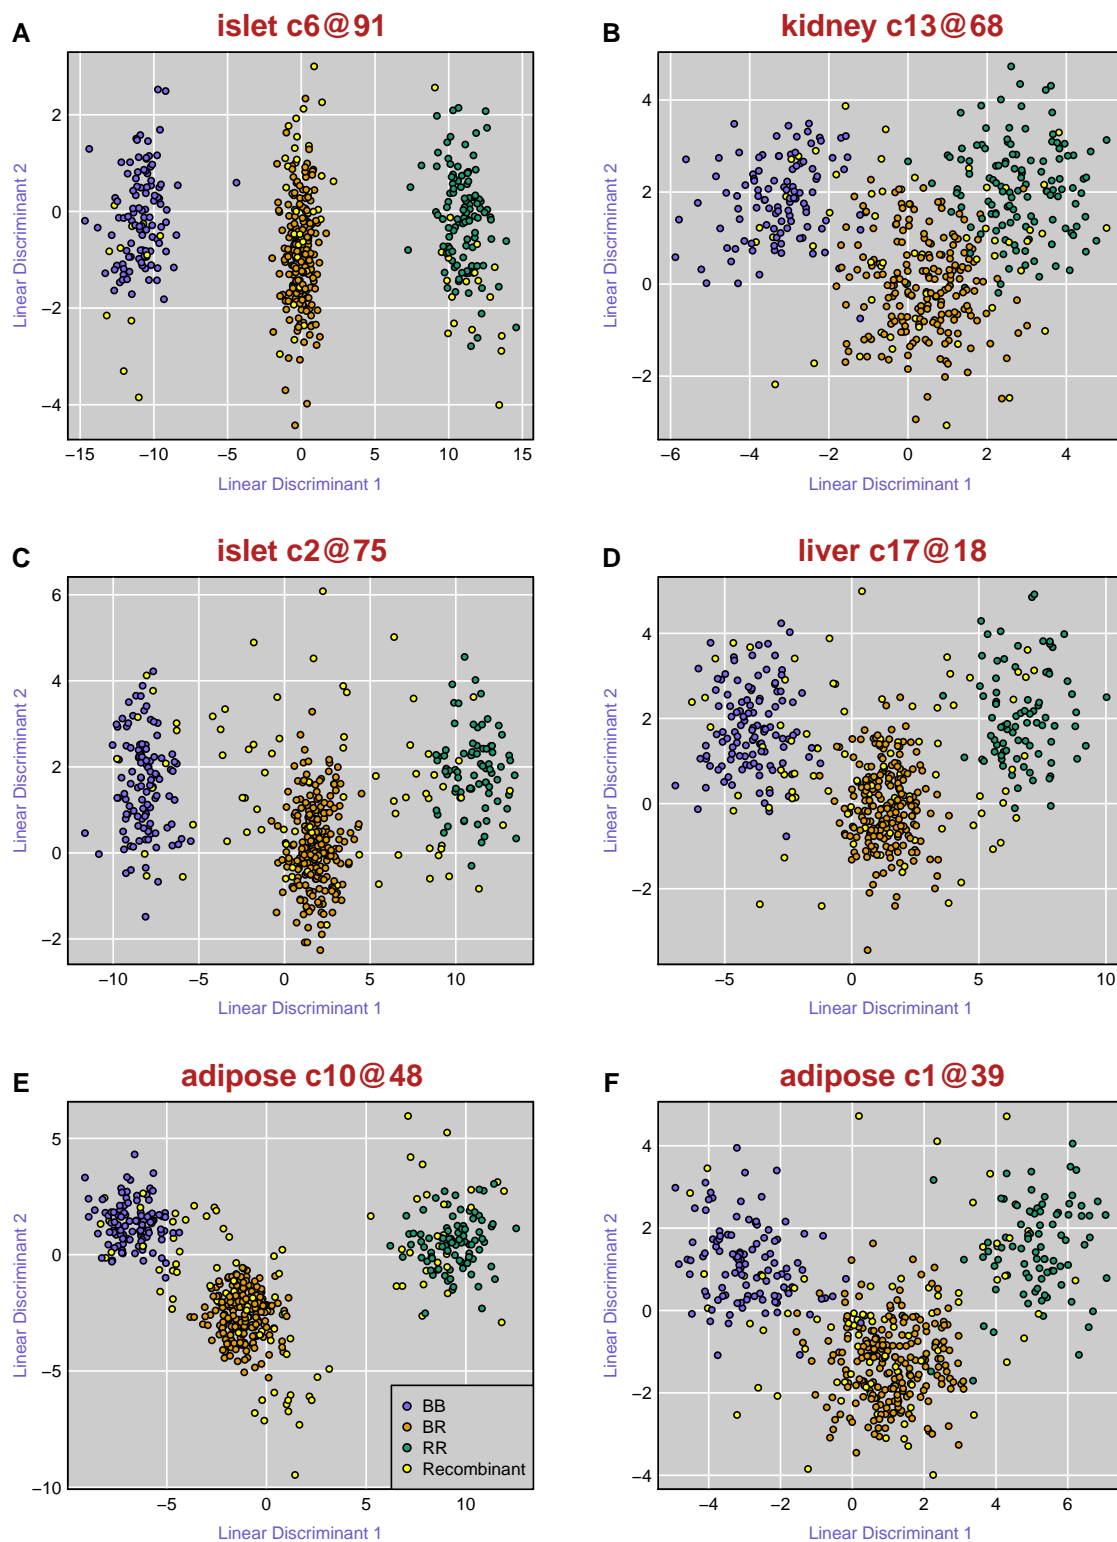 A islet c6@91
2
0
−2
−4
−15 −10 −5 0 5 10 15
Linear Discriminant 1
Linear Discriminant 2
B kidney c13@68
4
2
0
−2
−6 −4 −2 0 2 4
Linear Discriminant 1
Linear Discriminant 2
C islet c2@75
6
4
2
0
−2
−10 −5 0 5 10
Linear Discriminant 1
Linear Discriminant 2
D liver c17@18
4
2
0
−2
−5 0 5 10
Linear Discriminant 1
Linear Discriminant 2
E adipose c10@48
5
0
−5
−10
−5 0 5 10
Linear Discriminant 1
Linear Discriminant 2
BB
BR
RR
Recombinant
F adipose c1@39
4
2
0
−2
−4
−4 −2 0 2 4 6
Linear Discriminant 1
Linear Discriminant 2